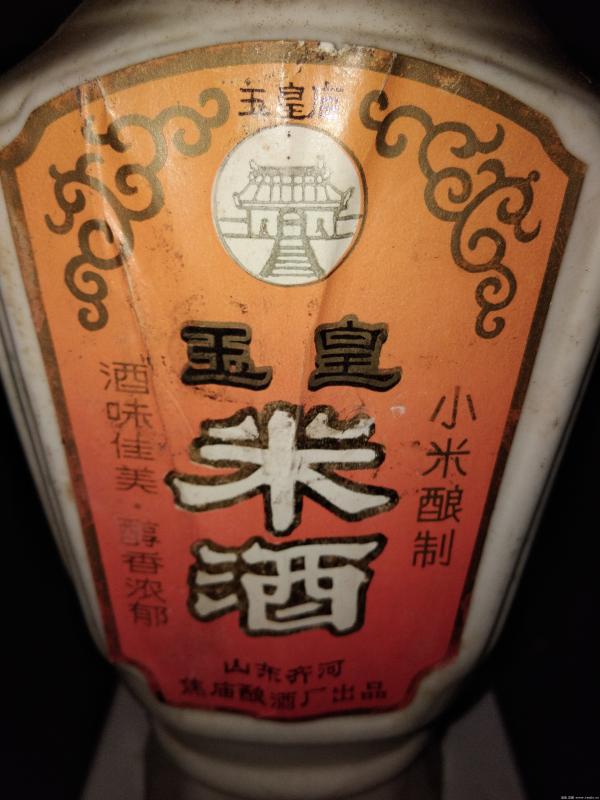 玉皇庙
玉皇
米酒
小米酿制
酒味佳美·醇香浓郁
山东齐河
焦庙酿酒厂出品